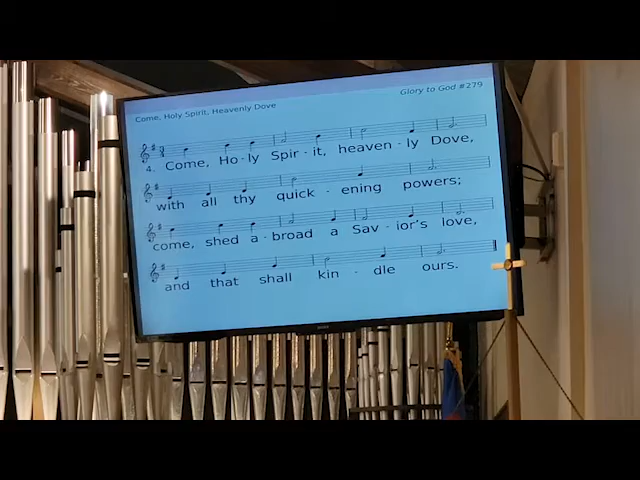 Come, Holy Spirit, Heavenly Dove
Glory to God #279
4. Come, Ho - ly Spir - it, heaven - ly Dove,
with all thy quick - ening powers;
come, shed a - broad a Sav - ior's love,
and that shall kin - dle ours.